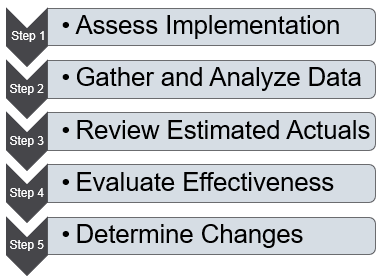 Step 1 • Assess Implementation
Step 2 • Gather and Analyze Data
Step 3 • Review Estimated Actuals
Step 4 • Evaluate Effectiveness
Step 5 • Determine Changes